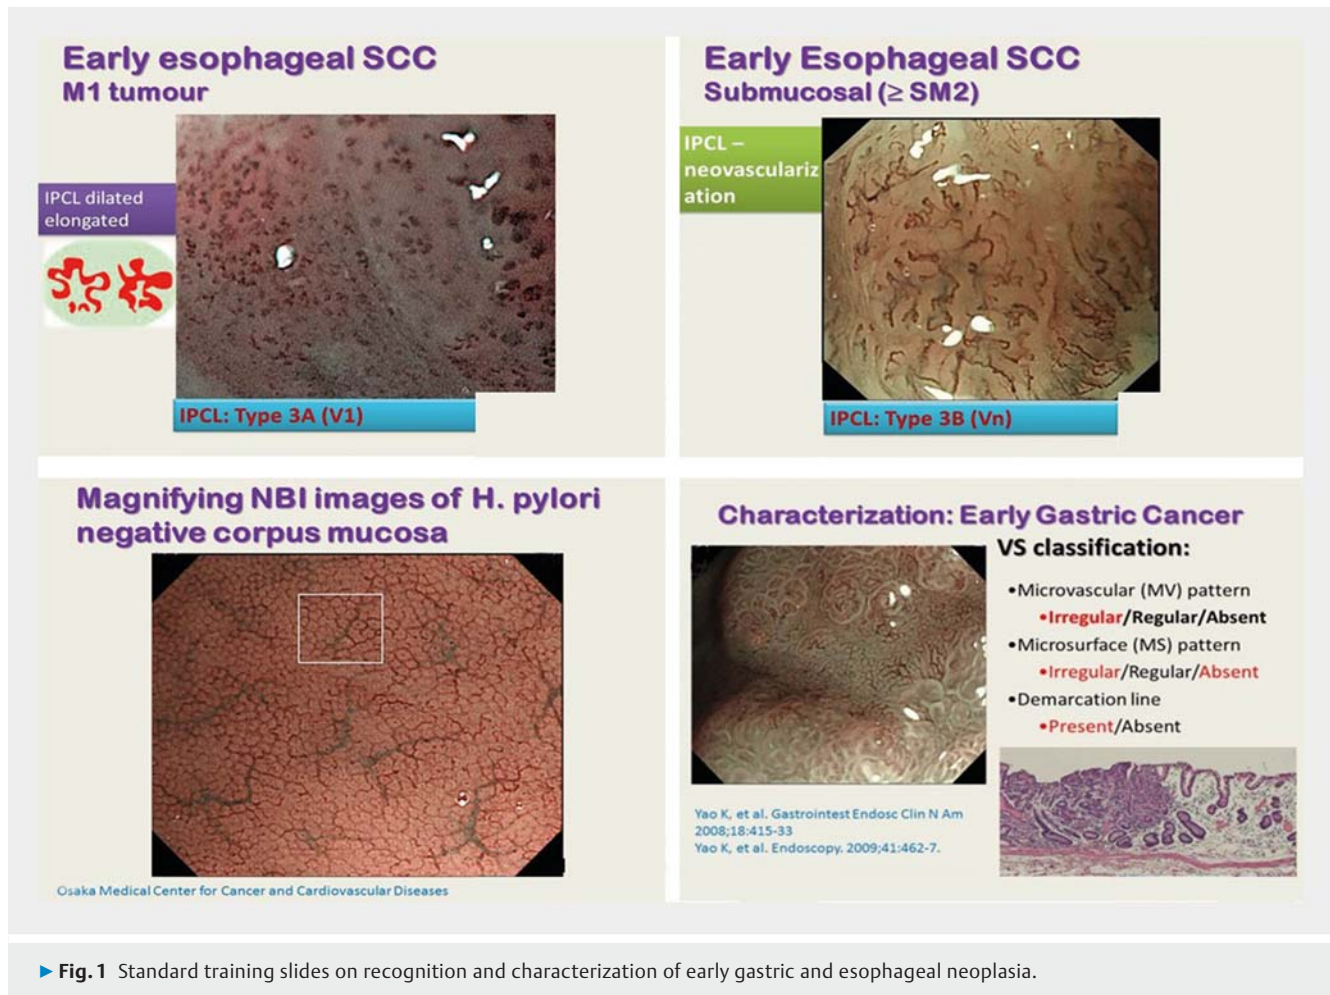 Early esophageal SCC
M1 tumour
IPCL dilated
elongated
IPCL: Type 3A (V1)
Early Esophageal SCC
Submucosal (≥ SM2)
IPCL –
neovasculariz
ation
IPCL: Type 3B (Vn)
Magnifying NBI images of H. pylori
negative corpus mucosa
Osaka Medical Center for Cancer and Cardiovascular Diseases
Characterization: Early Gastric Cancer
VS classification:
•Microvascular (MV) pattern
•Irregular/Regular/Absent
•Microsurface (MS) pattern
•Irregular/Regular/Absent
•Demarcation line
•Present/Absent
Yao K, et al. Gastrointest Endosc Clin N Am
2008;18:415-33
Yao K, et al. Endoscopy. 2009;41:462-7.
▶ Fig. 1 Standard training slides on recognition and characterization of early gastric and esophageal neoplasia.